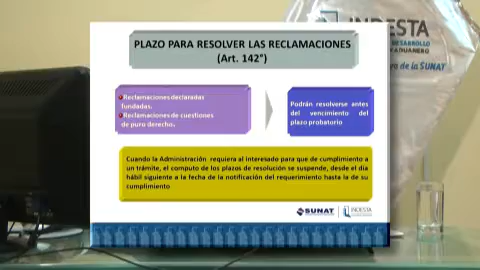 PLAZO PARA RESOLVER LAS RECLAMACIONES
(Art. 142°)
Reclamaciones declaradas
fundadas.
Reclamaciones de cuestiones
de puro derecho.
Podrán resolverse antes
del vencimiento del
plazo probatorio
Cuando la Administración requiera al interesado para que de cumplimiento a
un trámite, el computo de los plazos de resolución se suspende, desde el día
hábil siguiente a la fecha de la notificación del requerimiento hasta la de su
cumplimiento
SUNAT
INDESTA
INDESTA
DESARROLLO
ADUANERO
ro de la SUNAT